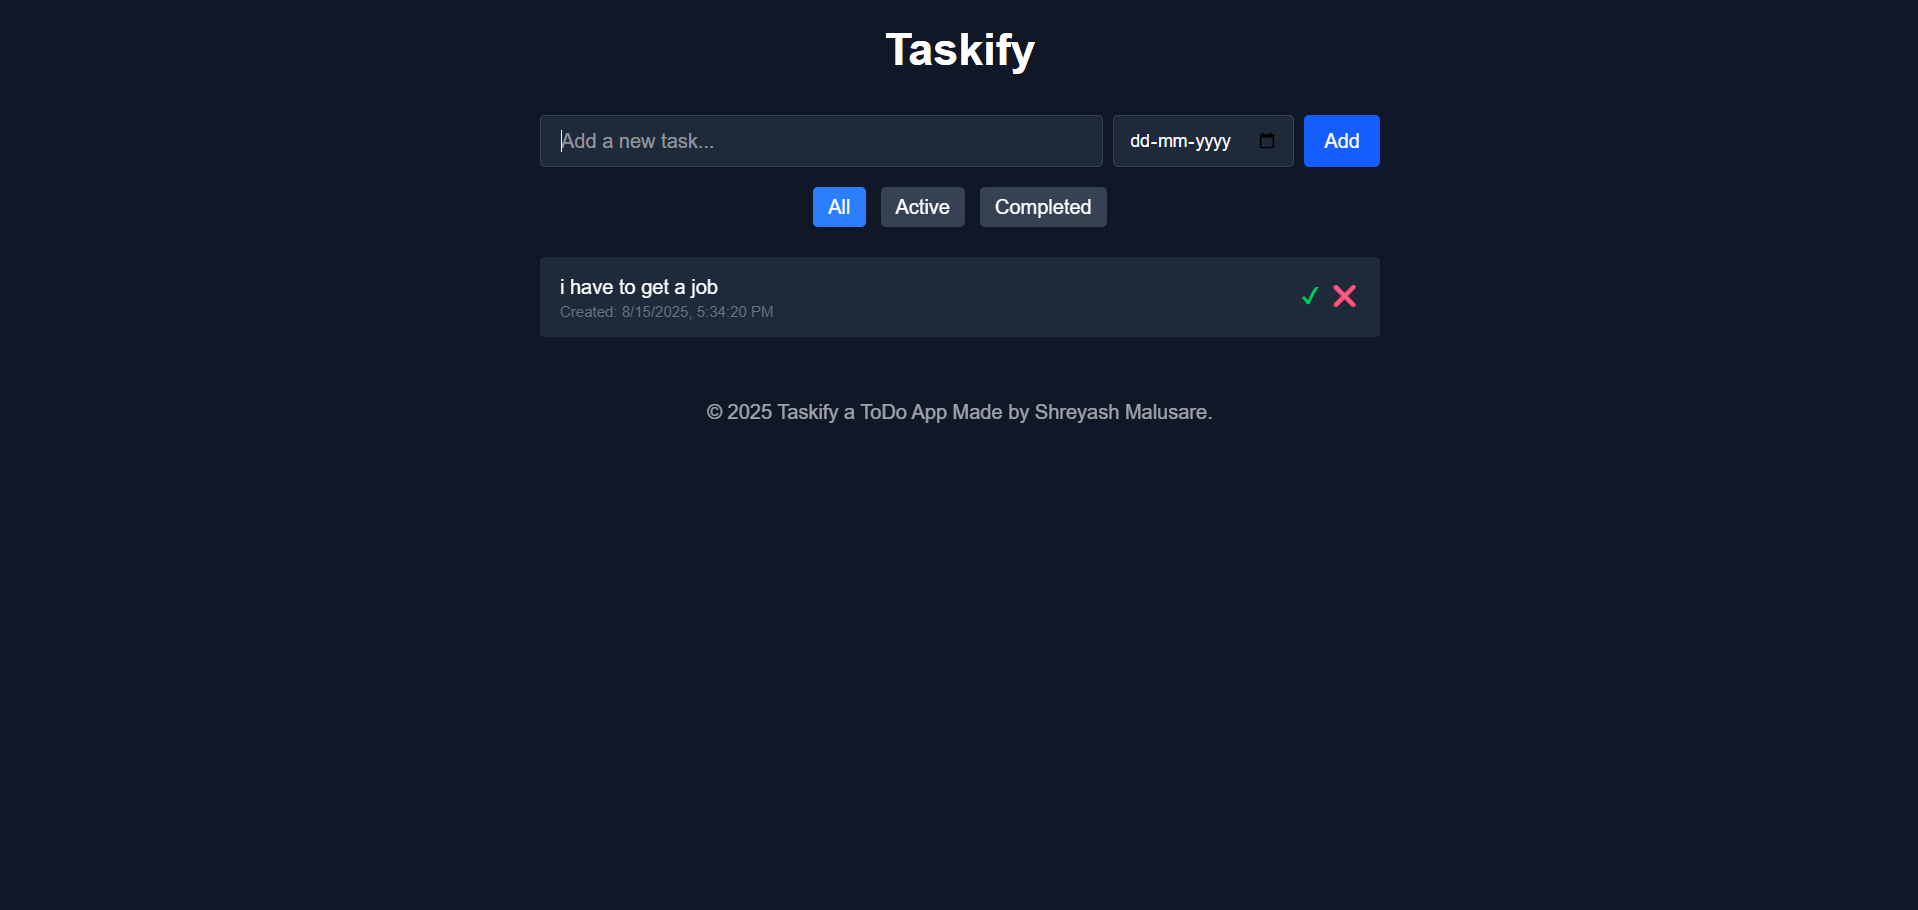 Taskify
Add a new task...
dd-mm-yyyy
Add
All
Active
Completed
i have to get a job
Created: 8/15/2025, 5:34:20 PM
© 2025 Taskify a ToDo App Made by Shreyash Malusare.